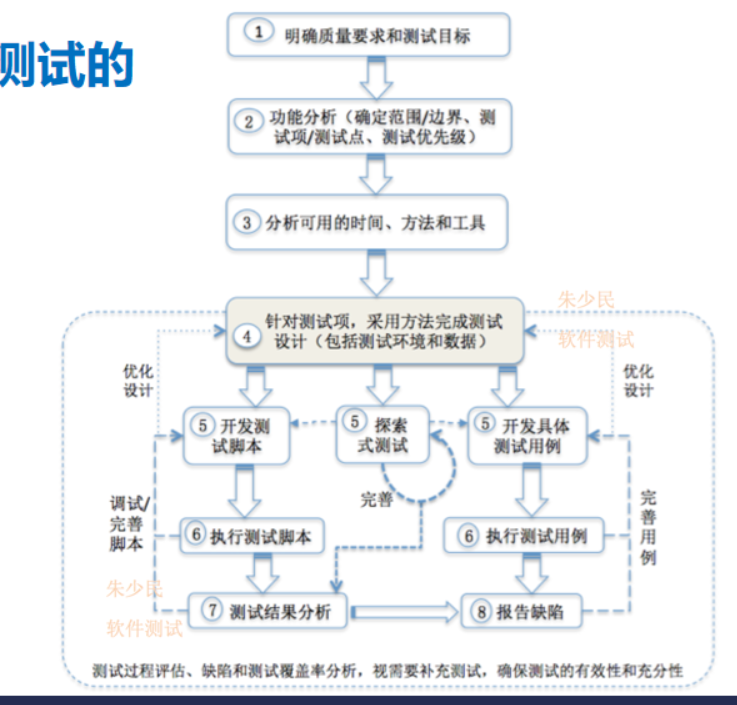 测试的
1 明确质量要求和测试目标
2 功能分析（确定范围/边界、测
试项/测试点、测试优先级）
3 分析可用的时间、方法和工具
朱少民
软件测试
针对测试项，采用方法完成测试
4 设计（包括测试环境和数据）
优化
设计
优化
设计
5 开发测
试脚本
5 探索
式测试
5 开发具体
测试用例
完善
调试/
完善
脚本
完
善
用
例
6 执行测试脚本
6 执行测试用例
朱少民
软件测试
7 测试结果分析
8 报告缺陷
测试过程评估、缺陷和测试覆盖率分析，视需要补充测试，确保测试的有效性和充分性